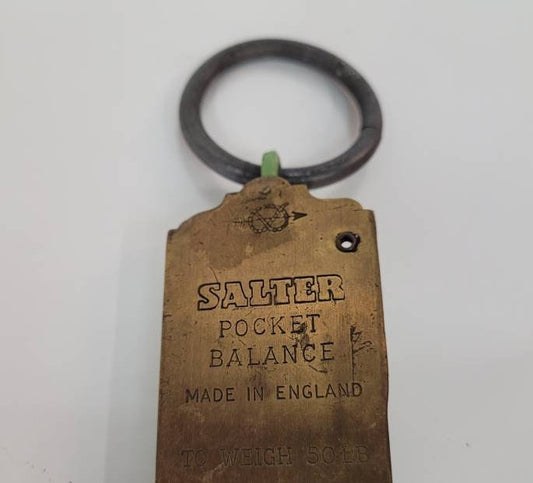 SALTER
POCKET
BALANCE
MADE IN ENGLAND
TO WEIGH 50 LB